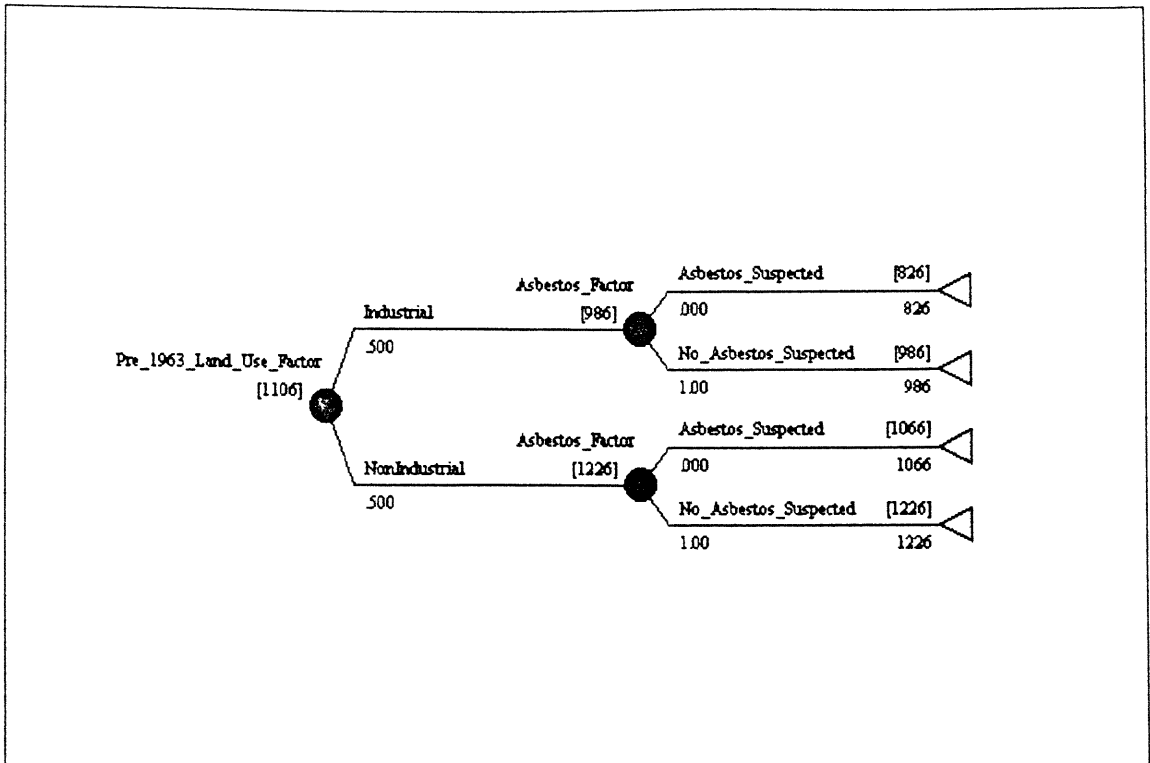 Asbestos_Suspected [826]
.000 826
Asbestos_Factor
[986]
Industrial
.500
No_Asbestos_Suspected [986]
1.00 986
Pre_1963_Land_Use_Factor
[1106]
Asbestos_Suspected [1066]
.000 1066
Asbestos_Factor
[1226]
NonIndustrial
.500
No_Asbestos_Suspected [1226]
1.00 1226